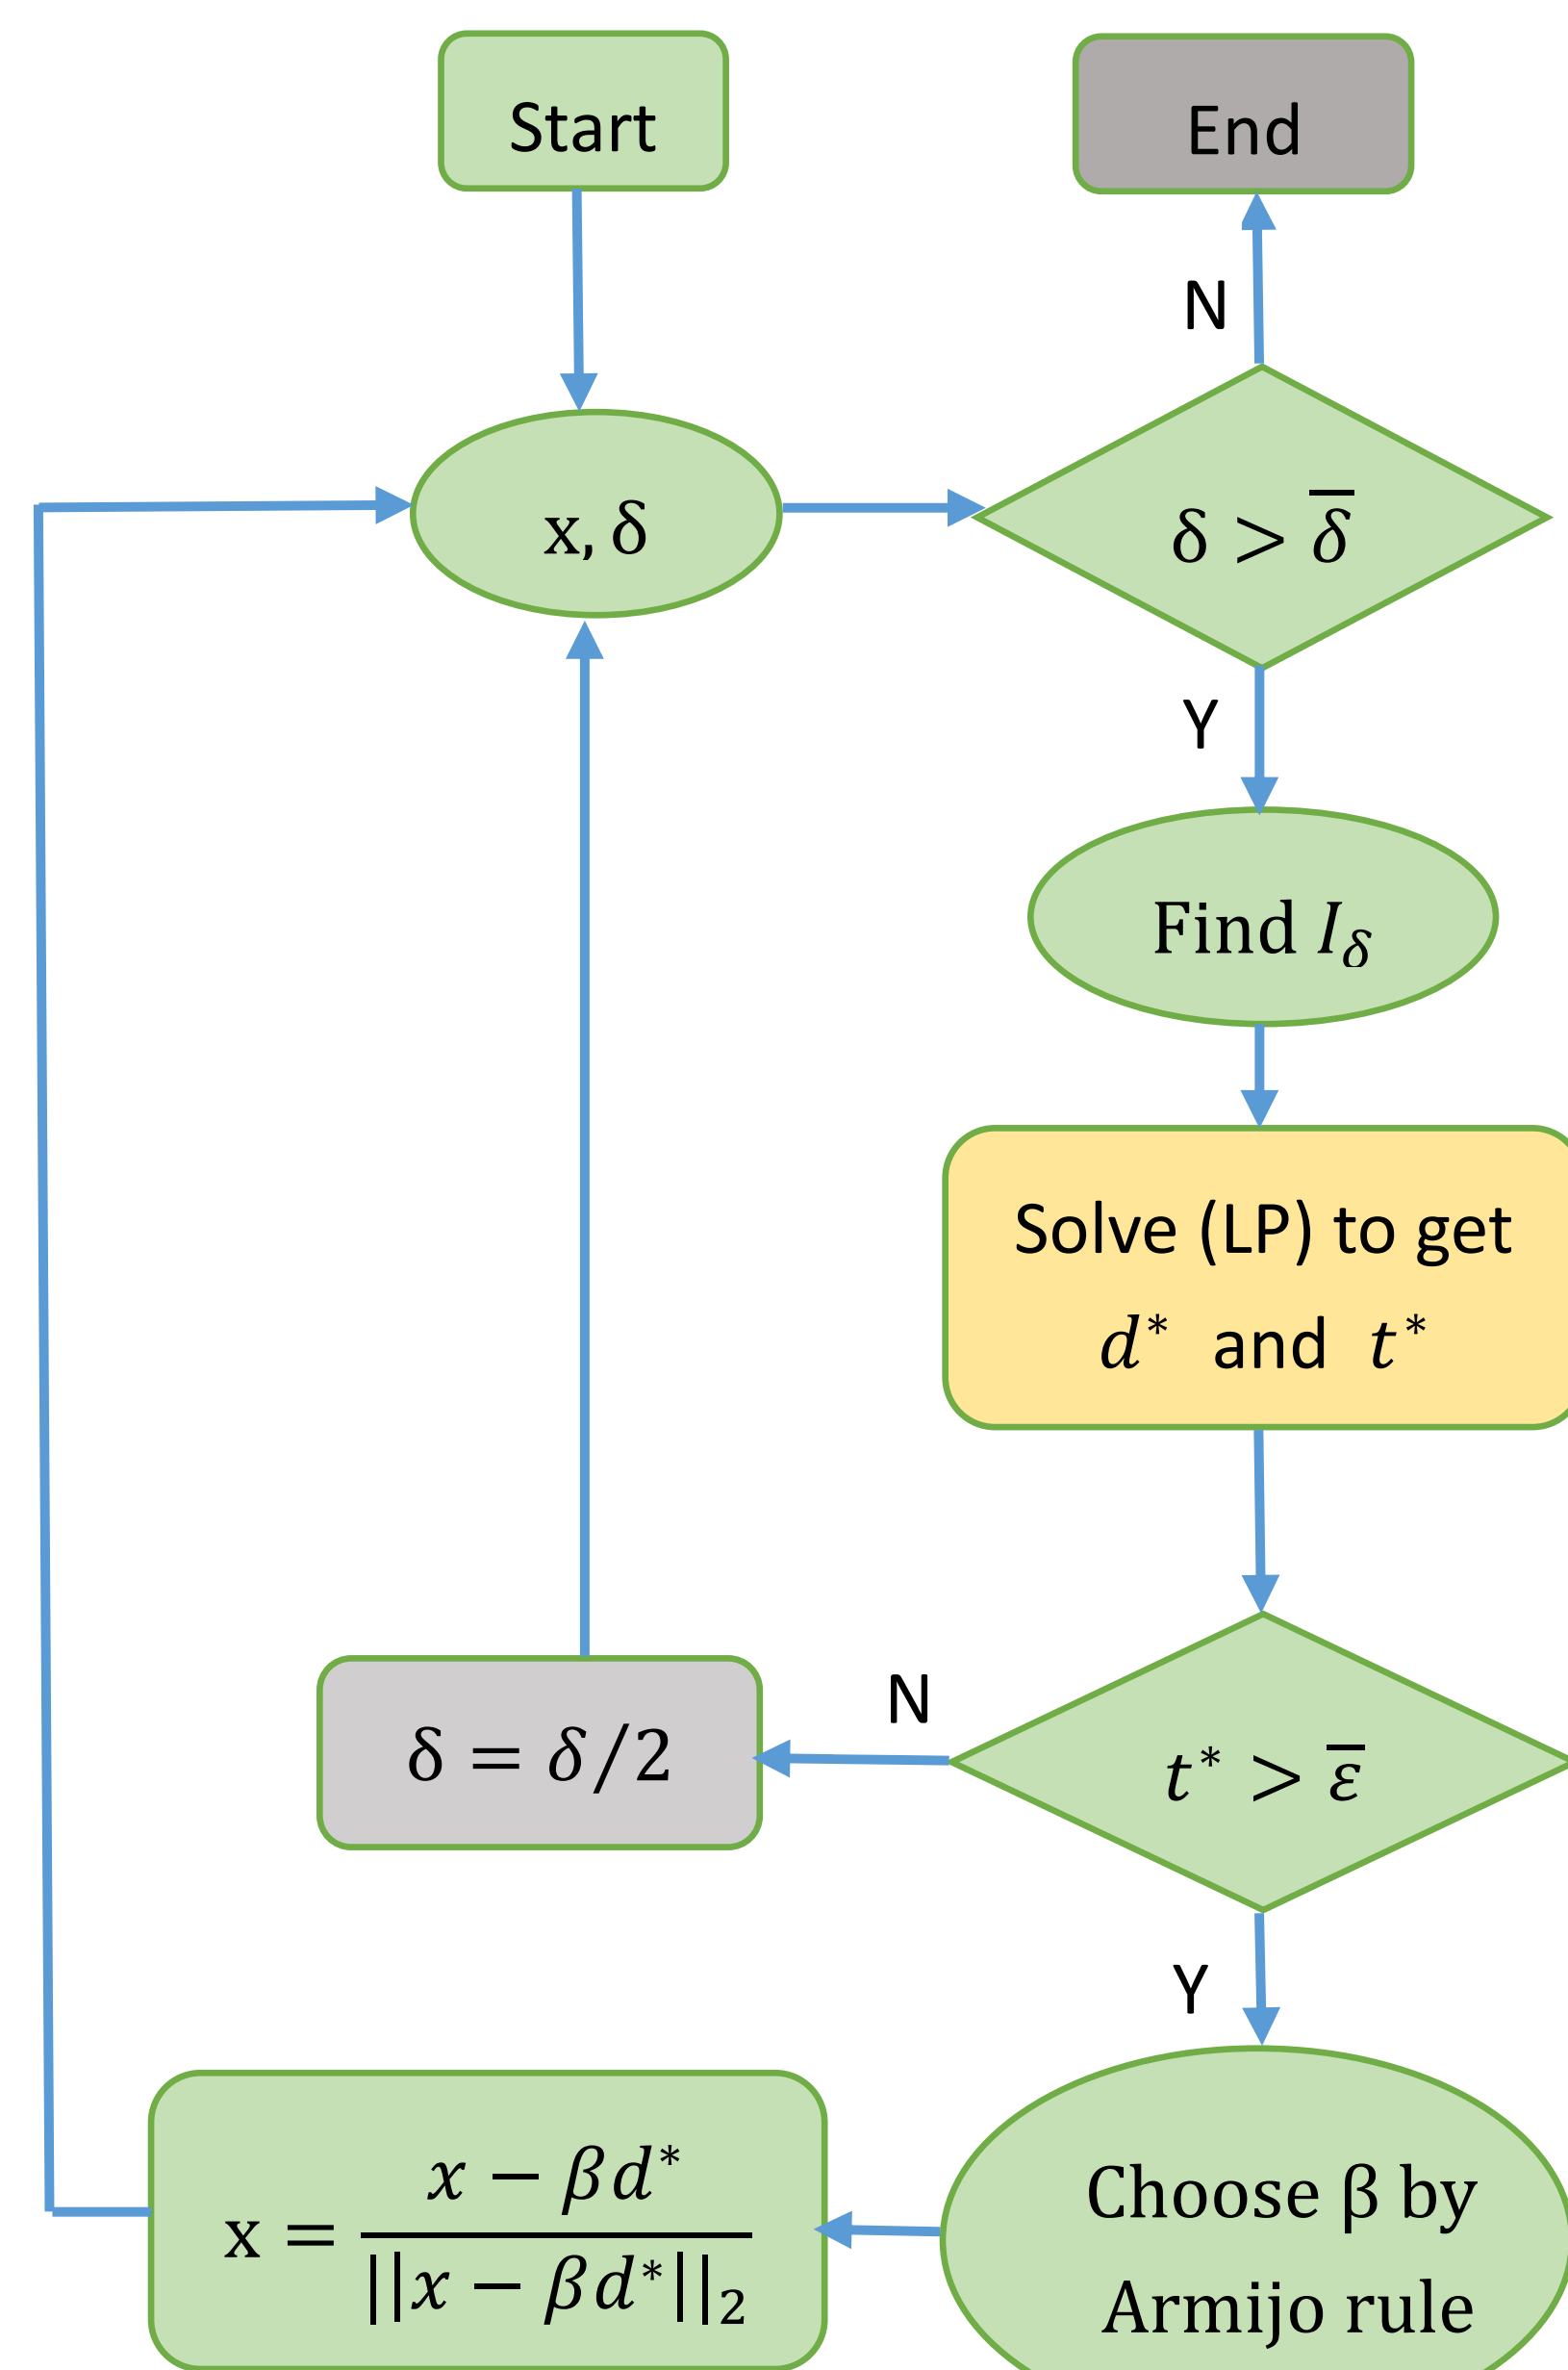 Start
End
N
x, δ
δ > δ̅
Y
Find I_δ
Solve (LP) to get
d* and t*
N
δ = δ/2
t* > ε̅
Y
x = (x − βd*) / ||x − βd*||₂
Choose β by
Armijo rule